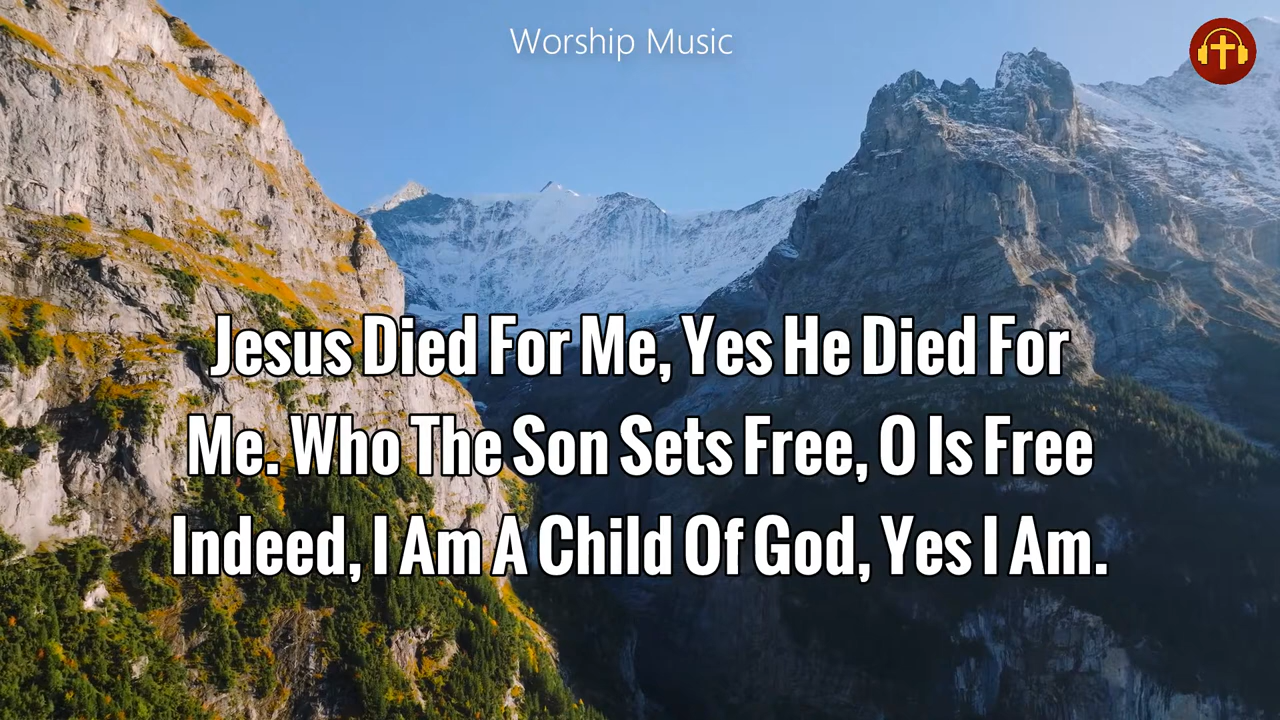 Worship Music
Jesus Died For Me, Yes He Died For
Me. Who The Son Sets Free, O Is Free
Indeed, I Am A Child Of God, Yes I Am.